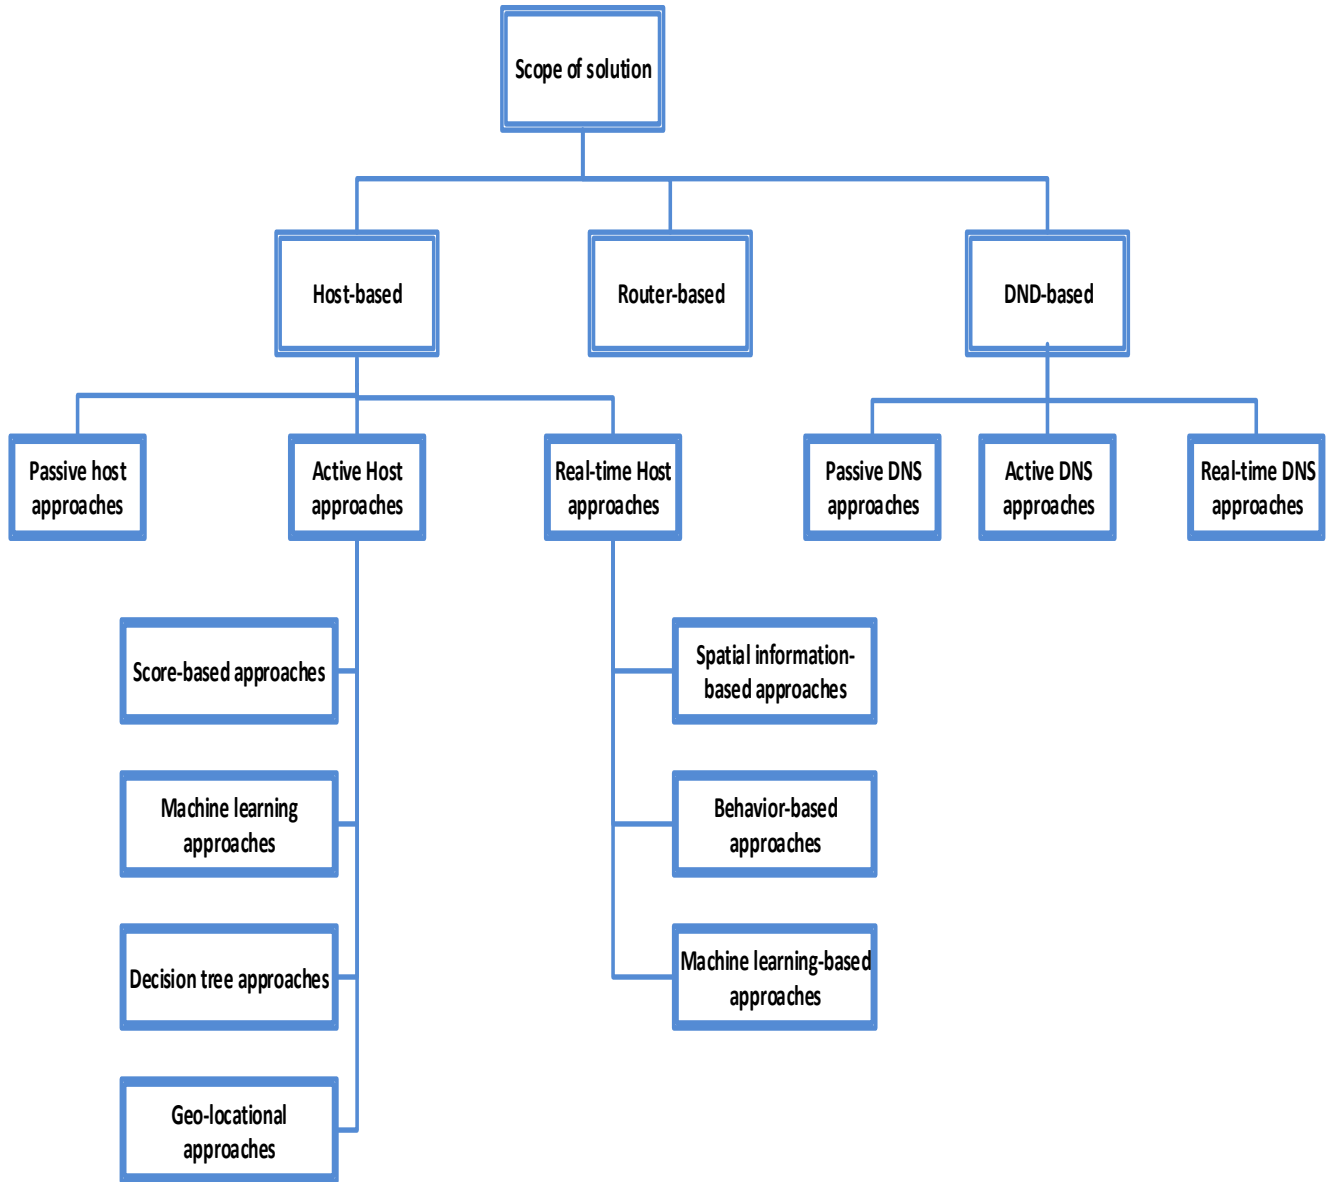 Scope of solution
Host-based
Router-based
DND-based
Passive host
approaches
Active Host
approaches
Real-time Host
approaches
Passive DNS
approaches
Active DNS
approaches
Real-time DNS
approaches
Score-based approaches
Spatial information-
based approaches
Machine learning
approaches
Behavior-based
approaches
Decision tree approaches
Machine learning-based
approaches
Geo-locational
approaches